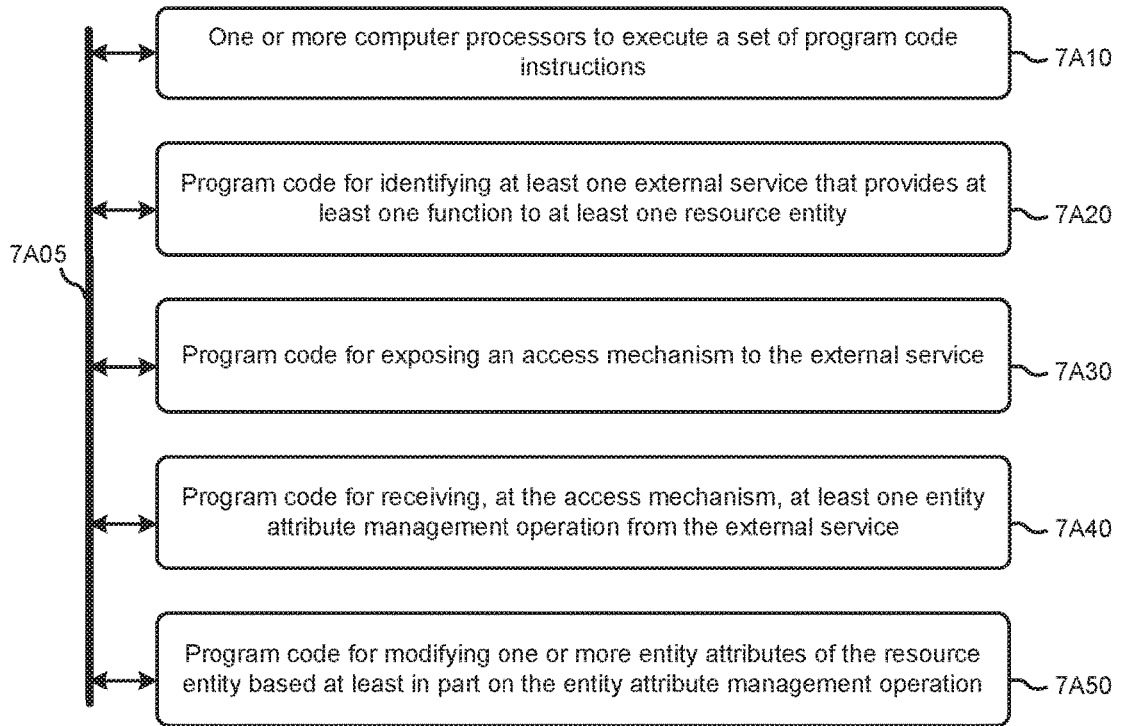 One or more computer processors to execute a set of program code
instructions
7A10
Program code for identifying at least one external service that provides at
least one function to at least one resource entity
7A20
7A05
Program code for exposing an access mechanism to the external service
7A30
Program code for receiving, at the access mechanism, at least one entity
attribute management operation from the external service
7A40
Program code for modifying one or more entity attributes of the resource
entity based at least in part on the entity attribute management operation
7A50